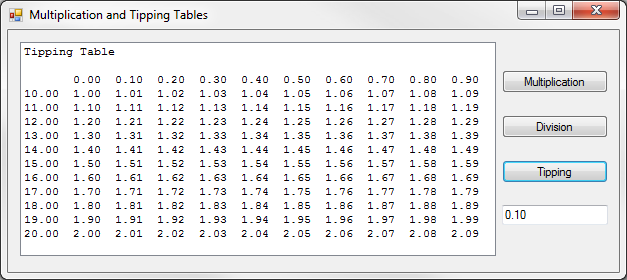 Multiplication and Tipping Tables
Tipping Table
0.00 0.10 0.20 0.30 0.40 0.50 0.60 0.70 0.80 0.90
10.00 1.00 1.01 1.02 1.03 1.04 1.05 1.06 1.07 1.08 1.09
11.00 1.10 1.11 1.12 1.13 1.14 1.15 1.16 1.17 1.18 1.19
12.00 1.20 1.21 1.22 1.23 1.24 1.25 1.26 1.27 1.28 1.29
13.00 1.30 1.31 1.32 1.33 1.34 1.35 1.36 1.37 1.38 1.39
14.00 1.40 1.41 1.42 1.43 1.44 1.45 1.46 1.47 1.48 1.49
15.00 1.50 1.51 1.52 1.53 1.54 1.55 1.56 1.57 1.58 1.59
16.00 1.60 1.61 1.62 1.63 1.64 1.65 1.66 1.67 1.68 1.69
17.00 1.70 1.71 1.72 1.73 1.74 1.75 1.76 1.77 1.78 1.79
18.00 1.80 1.81 1.82 1.83 1.84 1.85 1.86 1.87 1.88 1.89
19.00 1.90 1.91 1.92 1.93 1.94 1.95 1.96 1.97 1.98 1.99
20.00 2.00 2.01 2.02 2.03 2.04 2.05 2.06 2.07 2.08 2.09
Multiplication
Division
Tipping
0.10